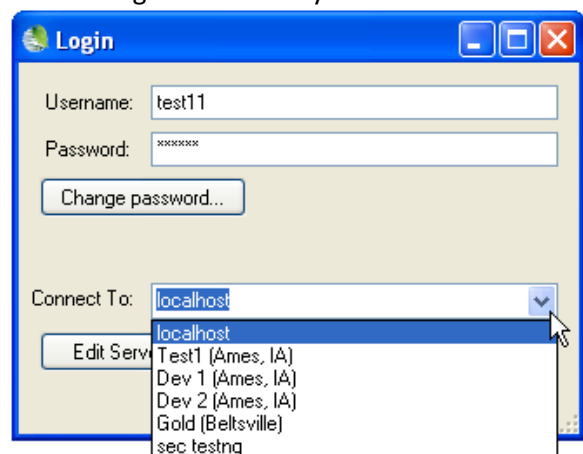 Login
Username: test11
Password: xxxxxx
Change password...
Connect To: localhost
localhost
Edit Serv
Test1 (Ames, IA)
Dev 1 (Ames, IA)
Dev 2 (Ames, IA)
Gold (Beltsville)
sec testng